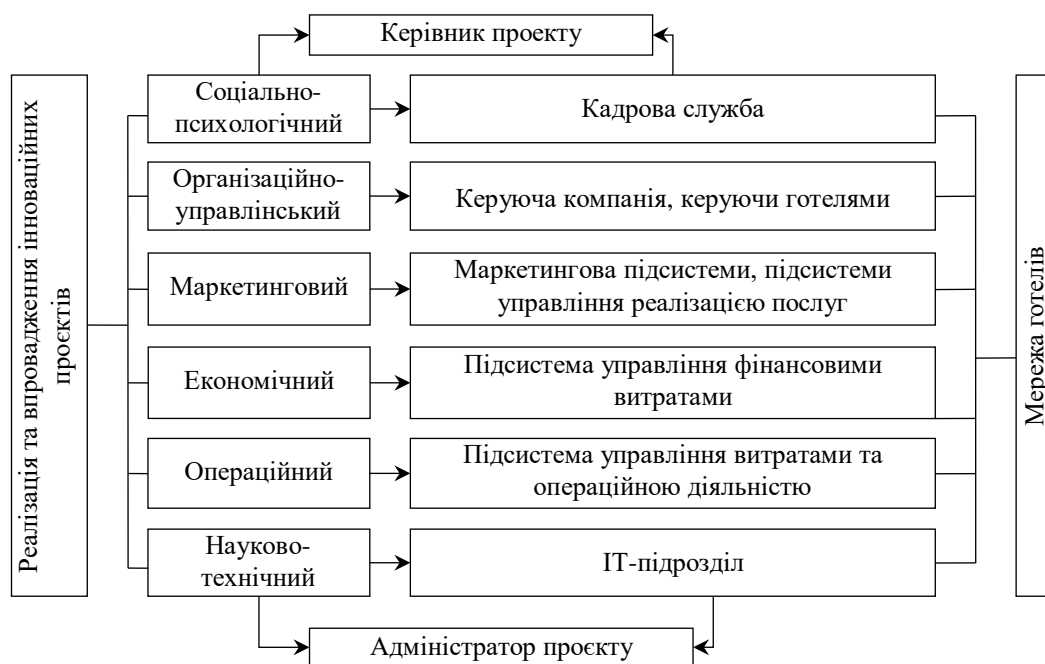 Керівник проекту
Реалізація та впровадження інноваційних
проєктів
Соціально-
психологічний
Кадрова служба
Організаційно-
управлінський
Керуюча компанія, керуючи готелями
Маркетинговий
Маркетингова підсистеми, підсистеми
управління реалізацією послуг
Економічний
Підсистема управління фінансовими
витратами
Операційний
Підсистема управління витратами та
операційною діяльністю
Науково-
технічний
ІТ-підрозділ
Мережа готелів
Адміністратор проєкту